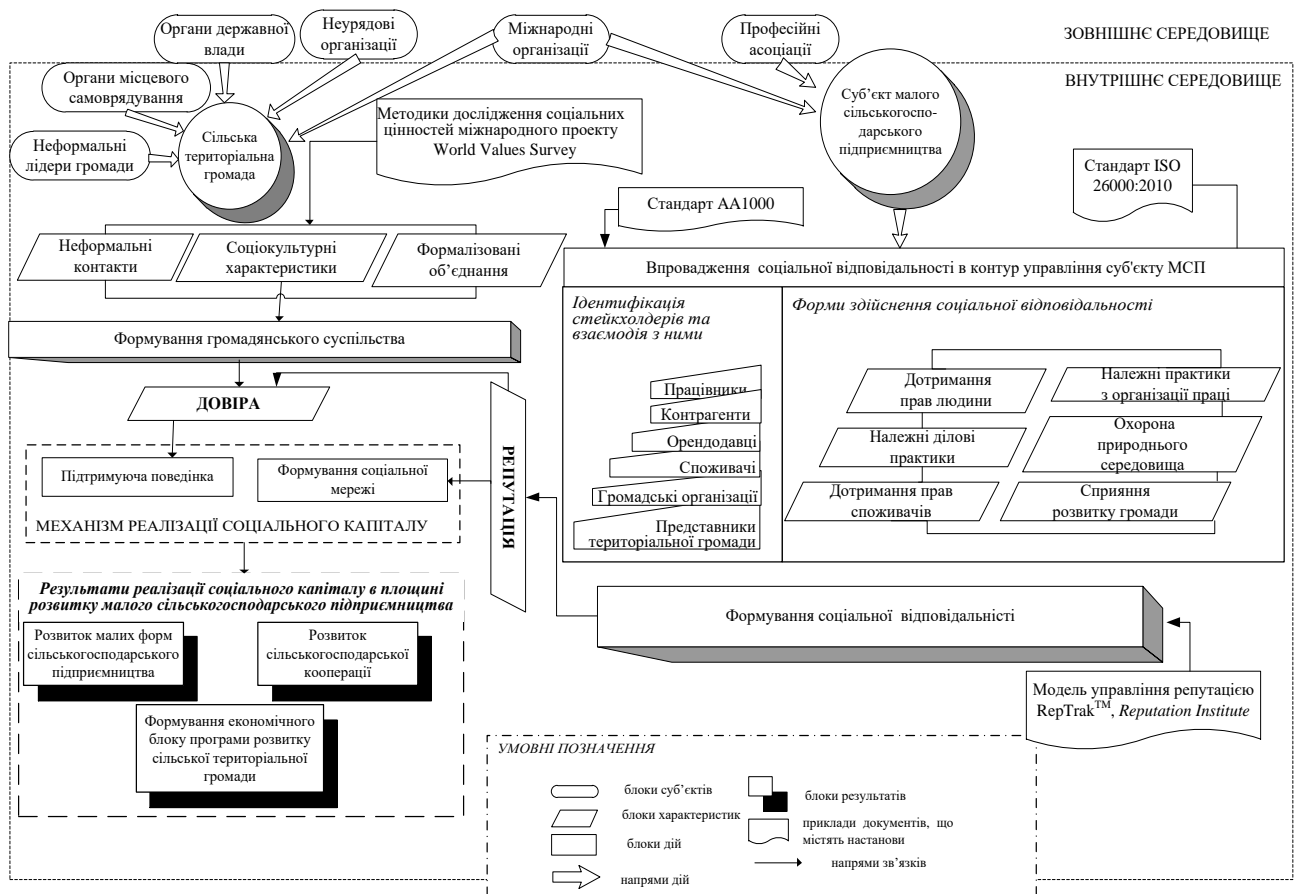 Органи державної
влади
Неурядові
організації
Міжнародні
організації
Професійні
асоціації
ЗОВНІШНЄ СЕРЕДОВИЩЕ
ВНУТРІШНЄ СЕРЕДОВИЩЕ
Органи місцевого
самоврядування
Неформальні
лідери громади
Сільська
територіальна
громада
Методики дослідження соціальних
цінностей міжнародного проекту
World Values Survey
Суб’єкт малого
сільськогоспо-
дарського
підприємництва
Стандарт AA1000
Стандарт ISO
26000:2010
Неформальні
контакти
Соціокультурні
характеристики
Формалізовані
об’єднання
Впровадження соціальної відповідальності в контур управління суб'єкту МСП
Ідентифікація
стейкхолдерів та
взаємодія з ними
Форми здійснення соціальної відповідальності
Формування громадянського суспільства
ДОВІРА
Працівники
Контрагенти
Орендодавці
Споживачі
Громадські організації
Представники
територіальної громади
Дотримання
прав людини
Належні практики
з організації праці
Належні ділові
практики
Охорона
природнього
середовища
Дотримання прав
споживачів
Сприяння
розвитку громади
Підтримуюча поведінка
Формування соціальної
мережі
МЕХАНІЗМ РЕАЛІЗАЦІЇ СОЦІАЛЬНОГО КАПІТАЛУ
РЕПУТАЦІЯ
Результати реалізації соціального капіталу в площині
розвитку малого сільськогосподарського підприємництва
Розвиток малих форм
сільськогосподарського
підприємництва
Розвиток
сільськогосподарської
кооперації
Формування економічного
блоку програми розвитку
сільської територіальної
громади
Формування соціальної відповідальністі
Модель управління репутацією
RepTrak™, Reputation Institute
УМОВНІ ПОЗНАЧЕННЯ
блоки суб’єктів
блоки характеристик
блоки дій
напрями дій
блоки результатів
приклади документів, що
містять настанови
напрями зв’язків